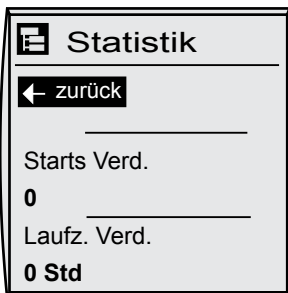 Statistik
← zurück
Starts Verd.
0
Laufz. Verd.
0 Std